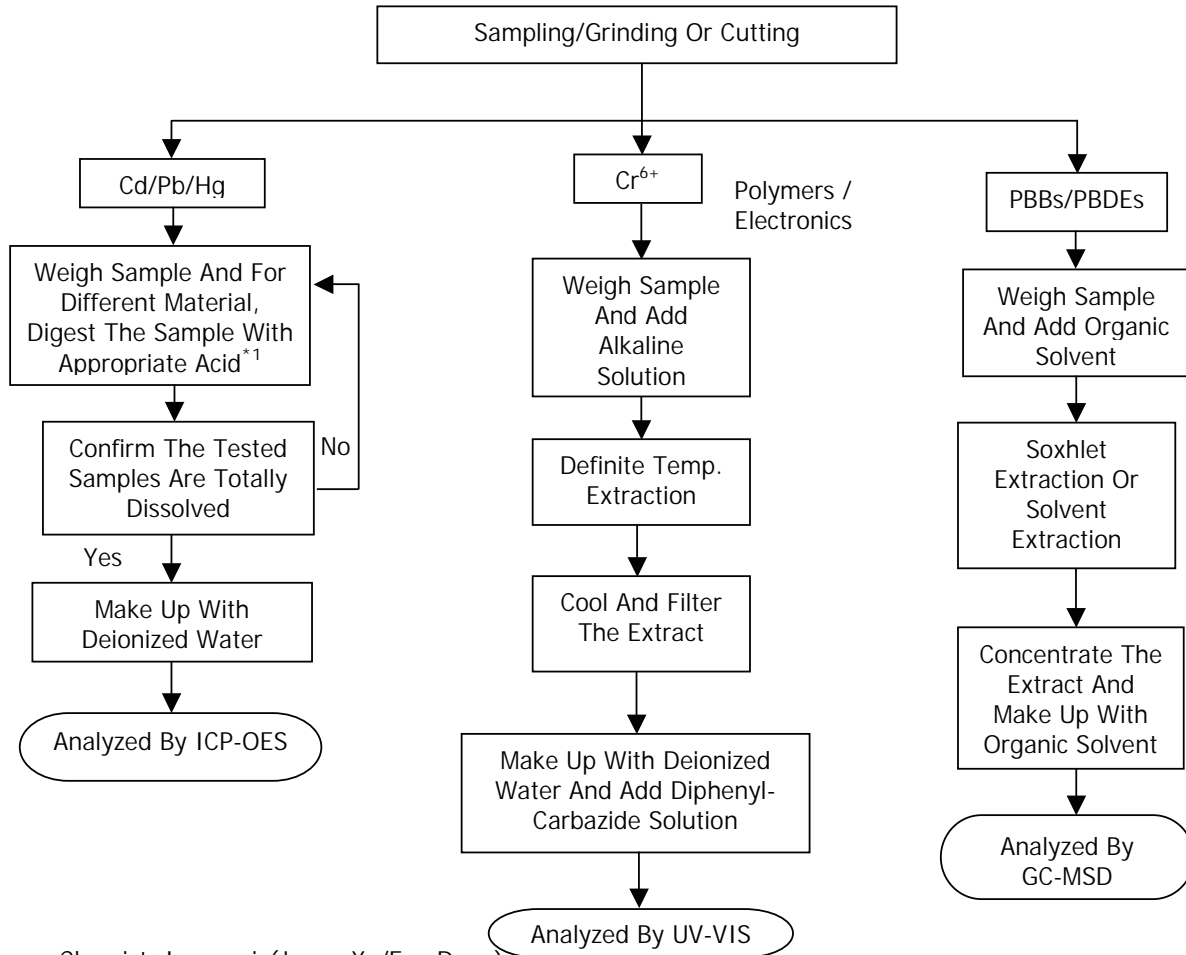 Sampling/Grinding Or Cutting
Cd/Pb/Hg
Weigh Sample And For
Different Material,
Digest The Sample With
Appropriate Acid*1
Confirm The Tested
Samples Are Totally
Dissolved
No
Yes
Make Up With
Deionized Water
Analyzed By ICP-OES
Cr6+
Polymers /
Electronics
Weigh Sample
And Add
Alkaline
Solution
Definite Temp.
Extraction
Cool And Filter
The Extract
Make Up With Deionized
Water And Add Diphenyl-
Carbazide Solution
Analyzed By UV-VIS
PBBs/PBDEs
Weigh Sample
And Add Organic
Solvent
Soxhlet
Extraction Or
Solvent
Extraction
Concentrate The
Extract And
Make Up With
Organic Solvent
Analyzed By
GC-MSD